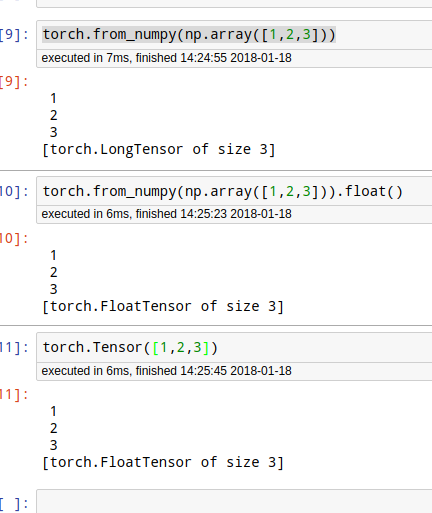 [9]: torch.from_numpy(np.array([1,2,3]))
executed in 7ms, finished 14:24:55 2018-01-18
[9]:
1
2
3
[torch.LongTensor of size 3]
10]: torch.from_numpy(np.array([1,2,3])).float()
executed in 6ms, finished 14:25:23 2018-01-18
10]:
1
2
3
[torch.FloatTensor of size 3]
11]: torch.Tensor([1,2,3])
executed in 6ms, finished 14:25:45 2018-01-18
11]:
1
2
3
[torch.FloatTensor of size 3]
[ ]: